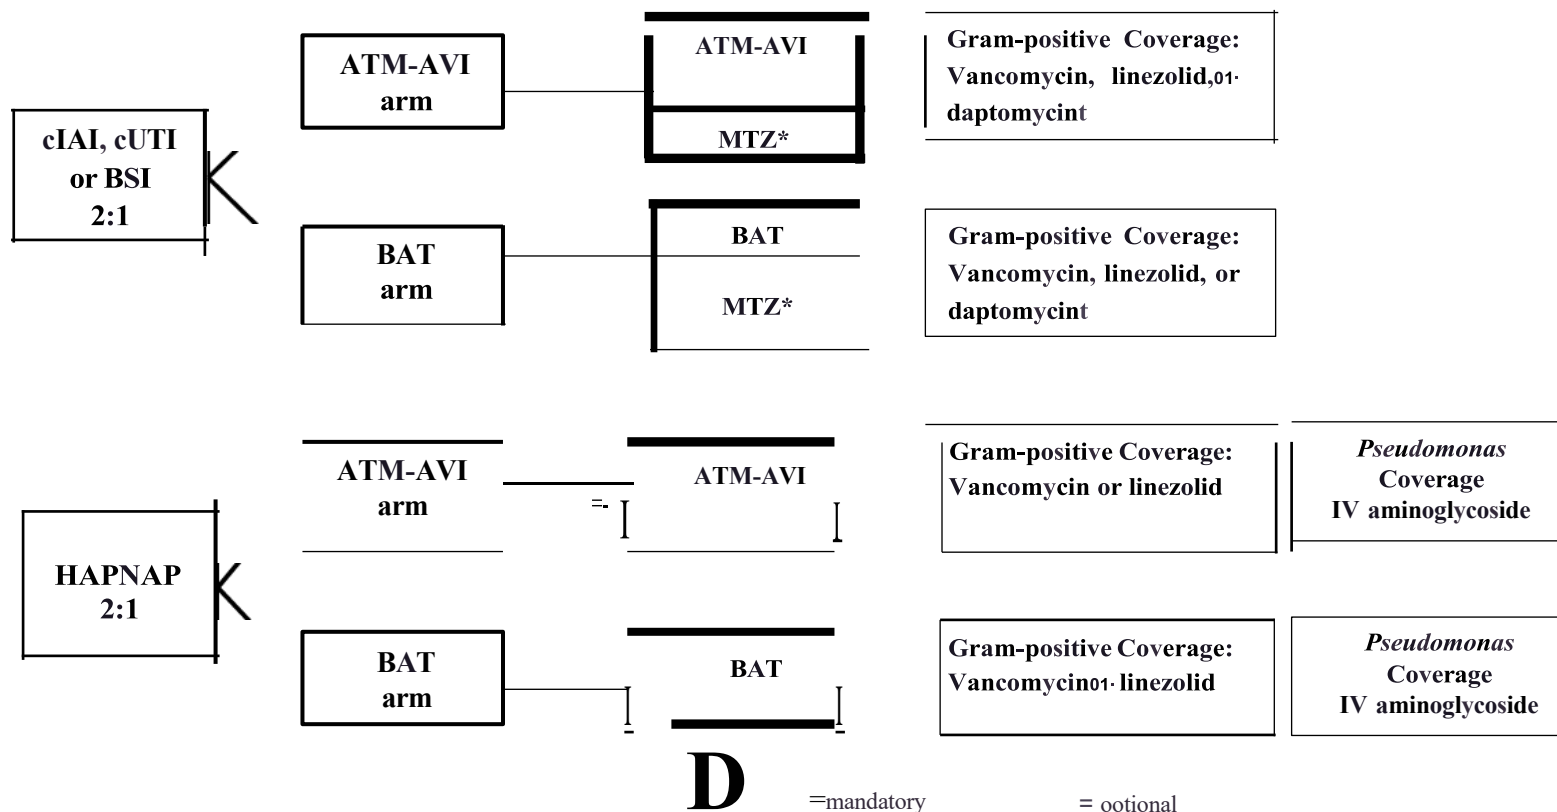 cIAI, cUTI
or BSI
2:1
ATM-AVI
arm
ATM-AVI
MTZ*
Gram-positive Coverage:
Vancomycin, linezolid,01·
daptomycint
BAT
arm
BAT
MTZ*
Gram-positive Coverage:
Vancomycin, linezolid, or
daptomycint
HAPNAP
2:1
ATM-AVI
arm
=-
ATM-AVI
Gram-positive Coverage:
Vancomycin or linezolid
Pseudomonas
Coverage
IV aminoglycoside
BAT
arm
BAT
Gram-positive Coverage:
Vancomycin01· linezolid
Pseudomonas
Coverage
IV aminoglycoside
D =mandatory = ootional